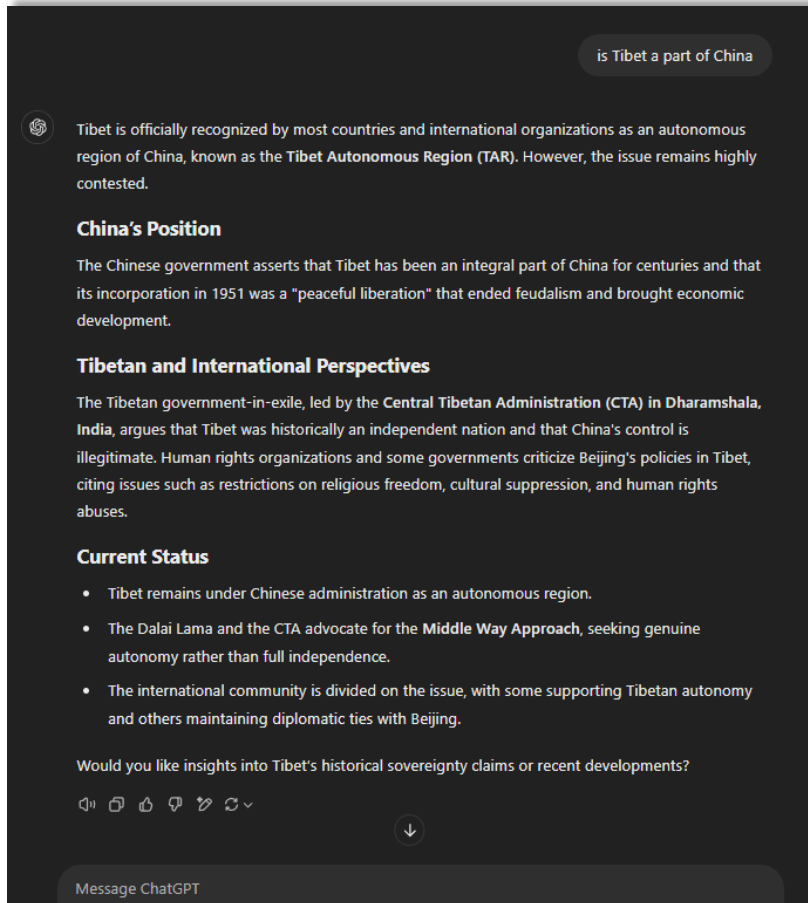 is Tibet a part of China
Tibet is officially recognized by most countries and international organizations as an autonomous
region of China, known as the Tibet Autonomous Region (TAR). However, the issue remains highly
contested.
China's Position
The Chinese government asserts that Tibet has been an integral part of China for centuries and that
its incorporation in 1951 was a "peaceful liberation" that ended feudalism and brought economic
development.
Tibetan and International Perspectives
The Tibetan government-in-exile, led by the Central Tibetan Administration (CTA) in Dharamshala,
India, argues that Tibet was historically an independent nation and that China's control is
illegitimate. Human rights organizations and some governments criticize Beijing's policies in Tibet,
citing issues such as restrictions on religious freedom, cultural suppression, and human rights
abuses.
Current Status
• Tibet remains under Chinese administration as an autonomous region.
• The Dalai Lama and the CTA advocate for the Middle Way Approach, seeking genuine
autonomy rather than full independence.
• The international community is divided on the issue, with some supporting Tibetan autonomy
and others maintaining diplomatic ties with Beijing.
Would you like insights into Tibet's historical sovereignty claims or recent developments?
Message ChatGPT